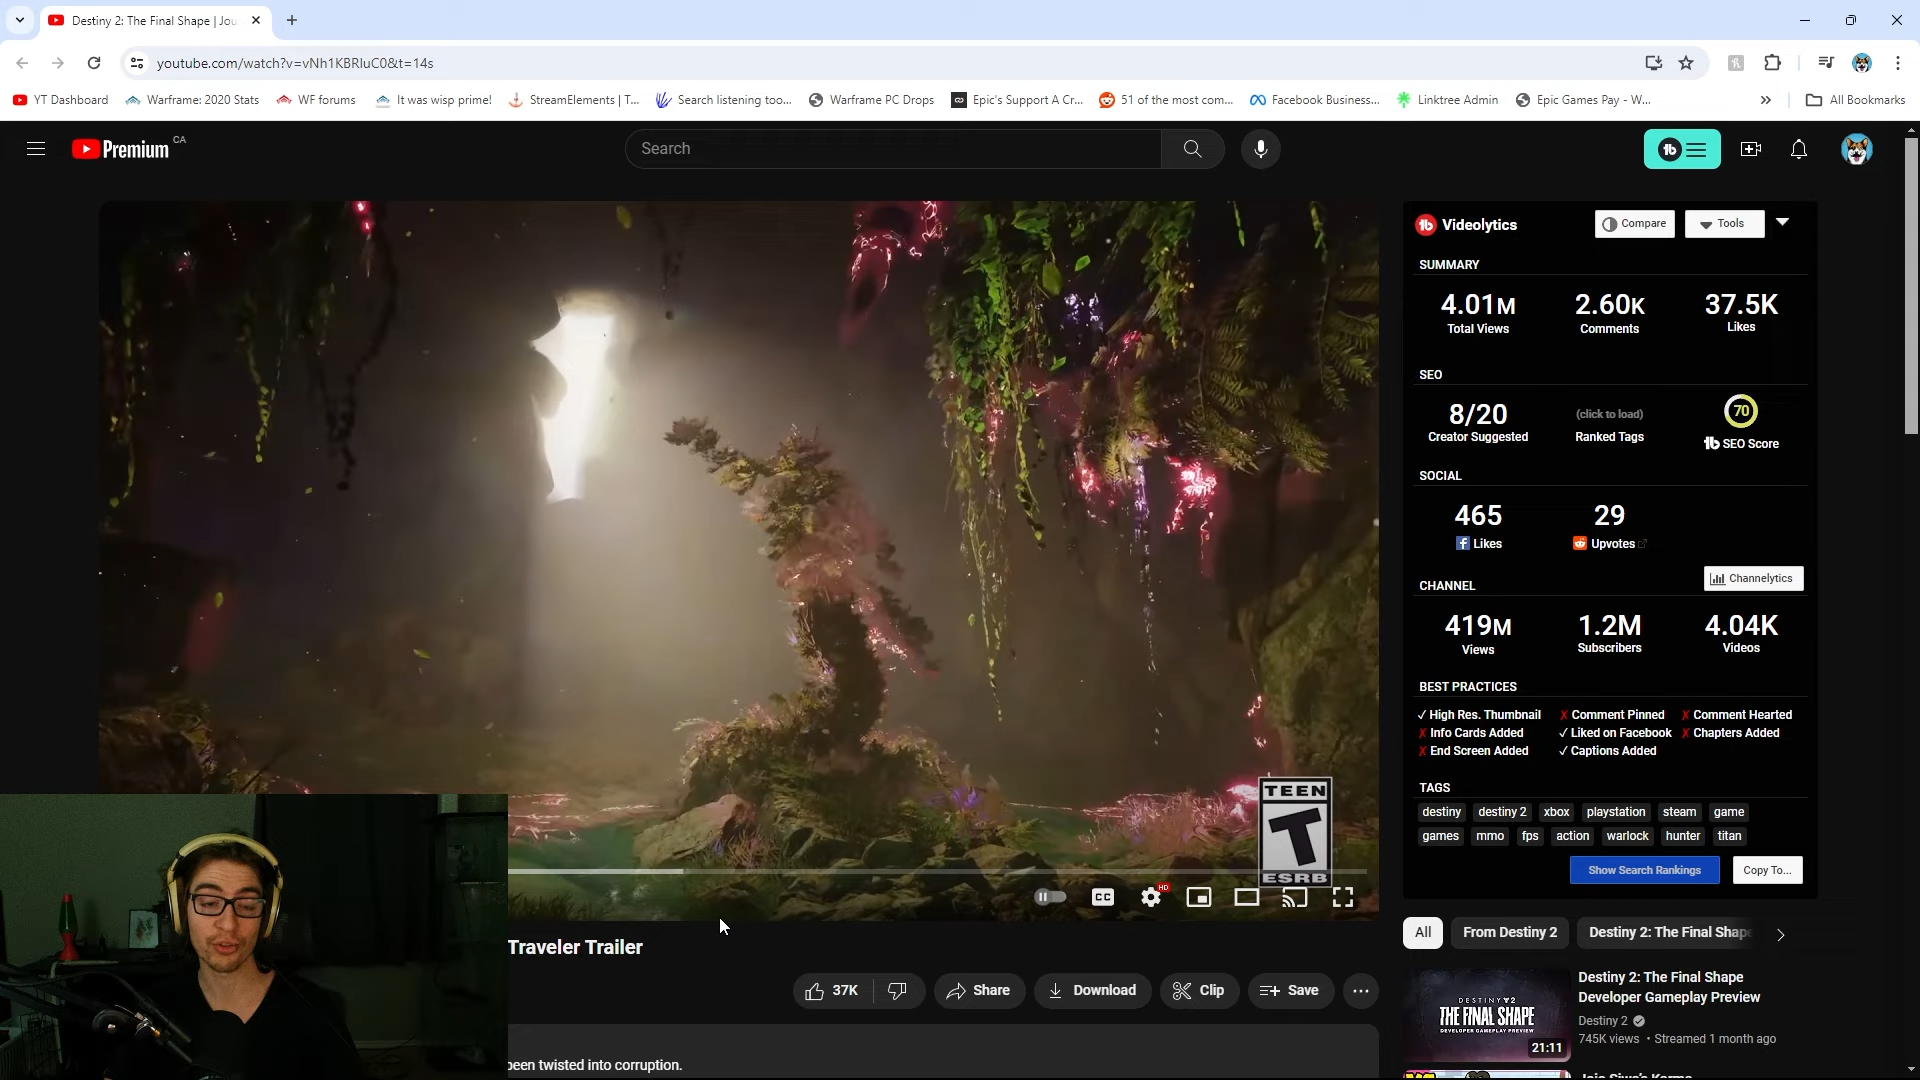 Destiny 2: The Final Shape | Jou
youtube.com/watch?v=vNh1KBRIuC0&t=14s
YT Dashboard
Warframe: 2020 Stats
WF forums
It was wisp prime!
StreamElements | T...
Search listening too...
Warframe PC Drops
Epic's Support A Cr...
51 of the most com...
Facebook Business...
Linktree Admin
Epic Games Pay - W...
All Bookmarks
Premium CA
Search
Videolytics
Compare
Tools
SUMMARY
4.01M 2.60K 37.5K
Total Views Comments Likes
SEO
8/20 (click to load) 70
Creator Suggested Ranked Tags SEO Score
SOCIAL
465 29
Likes Upvotes
CHANNEL
Channelytics
419M 1.2M 4.04K
Views Subscribers Videos
BEST PRACTICES
✓ High Res. Thumbnail ✗ Comment Pinned ✗ Comment Hearted
✗ Info Cards Added ✓ Liked on Facebook ✗ Chapters Added
✗ End Screen Added ✓ Captions Added
TAGS
destiny destiny 2 xbox playstation steam game
games mmo fps action warlock hunter titan
Show Search Rankings Copy To...
TEEN
T
ESRB
CC
HD
Traveler Trailer
37K
Share
Download
Clip
Save
been twisted into corruption.
All From Destiny 2 Destiny 2: The Final Shape
DESTINY 2
THE FINAL SHAPE
DEVELOPER GAMEPLAY PREVIEW
21:11
Destiny 2: The Final Shape
Developer Gameplay Preview
Destiny 2
745K views • Streamed 1 month ago